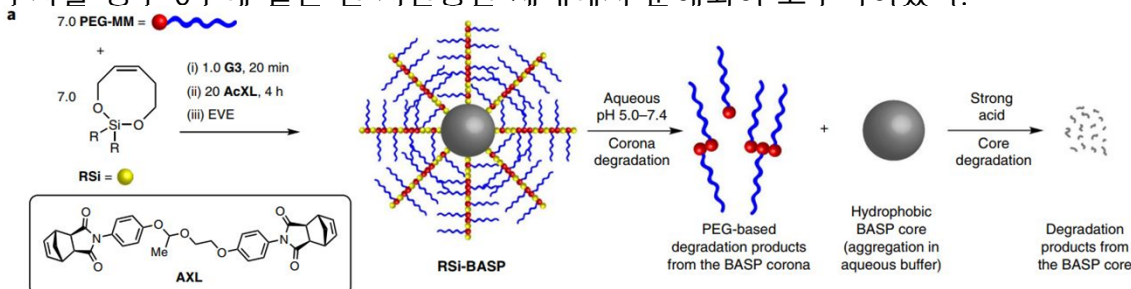 a
7.0 PEG-MM =
+
7.0
O
Si
O
R
R
(i) 1.0 G3, 20 min
(ii) 20 AcXL, 4 h
(iii) EVE
RSi =
O
N
O
O
O
Me
O
O
N
O
AXL
RSi-BASP
Aqueous
pH 5.0–7.4
Corona
degradation
PEG-based
degradation products
from the BASP corona
+
Hydrophobic
BASP core
(aggregation in
aqueous buffer)
Strong
acid
Core
degradation
Degradation
products from
the BASP core